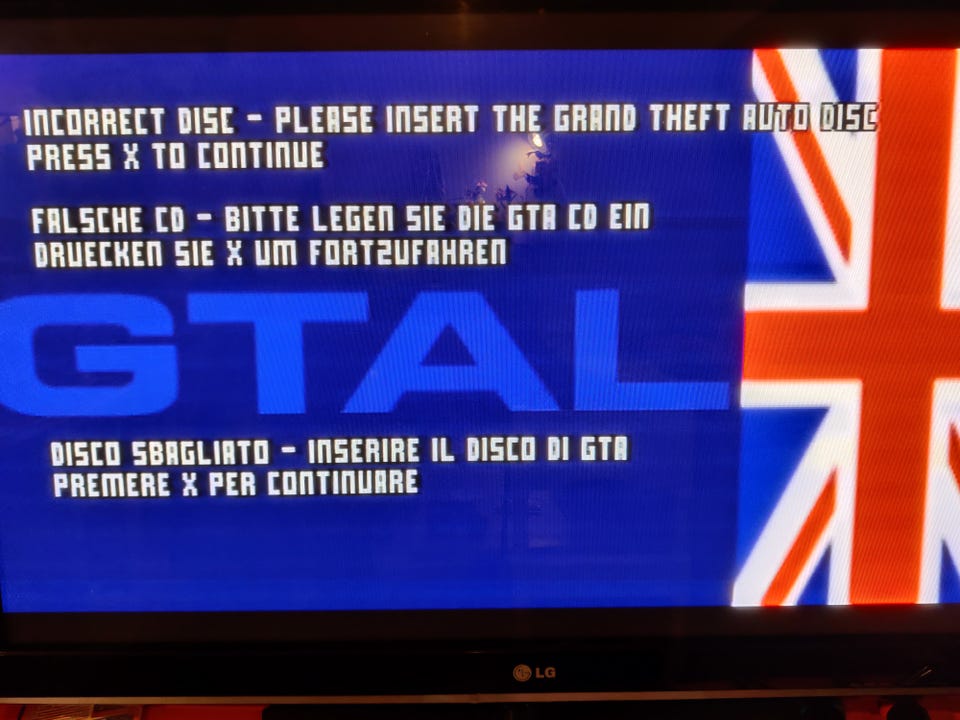 INCORRECT DISC - PLEASE INSERT THE GRAND THEFT AUTO DISC
PRESS X TO CONTINUE
FALSCHE CD - BITTE LEGEN SIE DIE GTA CD EIN
DRUECKEN SIE X UM FORTZUFAHREN
GTAL
DISCO SBAGLIATO - INSERIRE IL DISCO DI GTA
PREMERE X PER CONTINUARE
LG